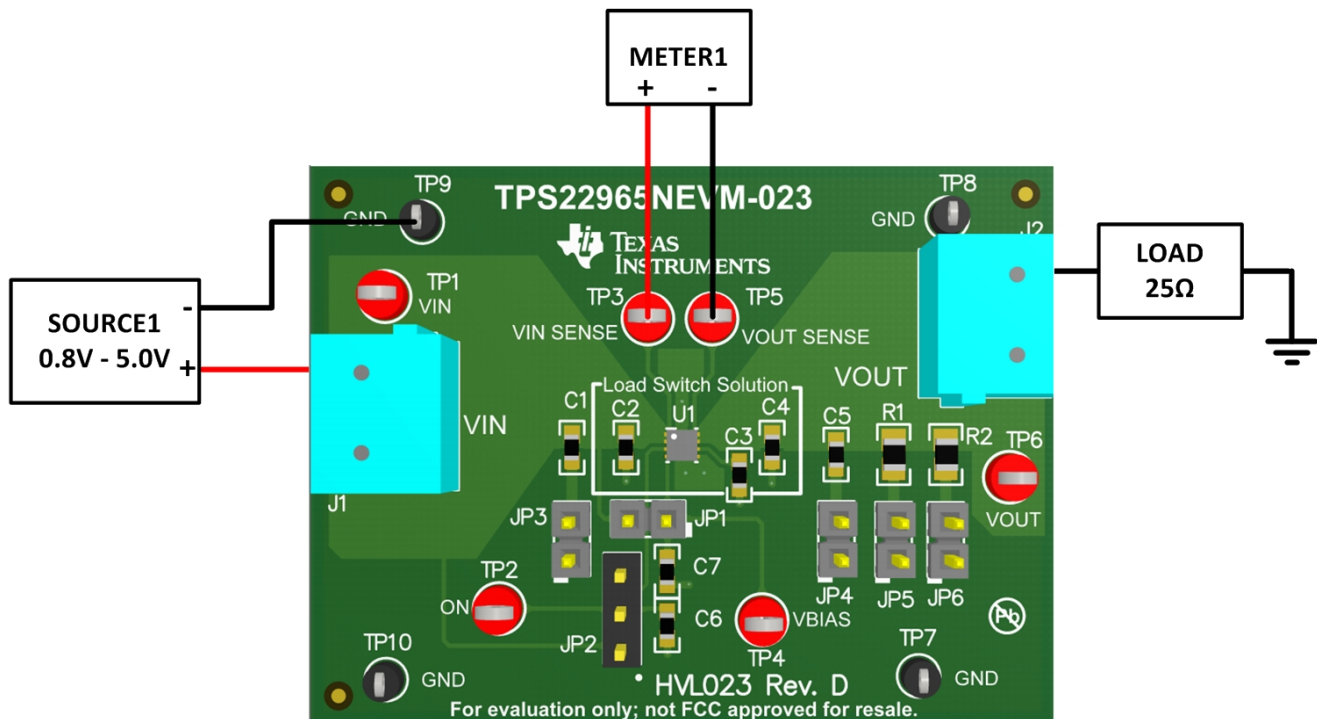 METER1
+ -
TP9
GND
TPS22965NEVM-023
TP8
GND
J2
TEXAS
INSTRUMENTS
SOURCE1
0.8V - 5.0V
-
+
TP1
VIN
TP3
VIN SENSE
TP5
VOUT SENSE
LOAD
25Ω
VIN
J1
VOUT
Load Switch Solution
C1
C2
U1
C3
C4
C5
R1
R2
TP6
VOUT
JP3
JP1
C7
C6
TP2
ON
JP2
VBIAS
TP4
JP4
JP5
JP6
Pb
TP10
GND
TP7
GND
HVL023 Rev. D
For evaluation only; not FCC approved for resale.